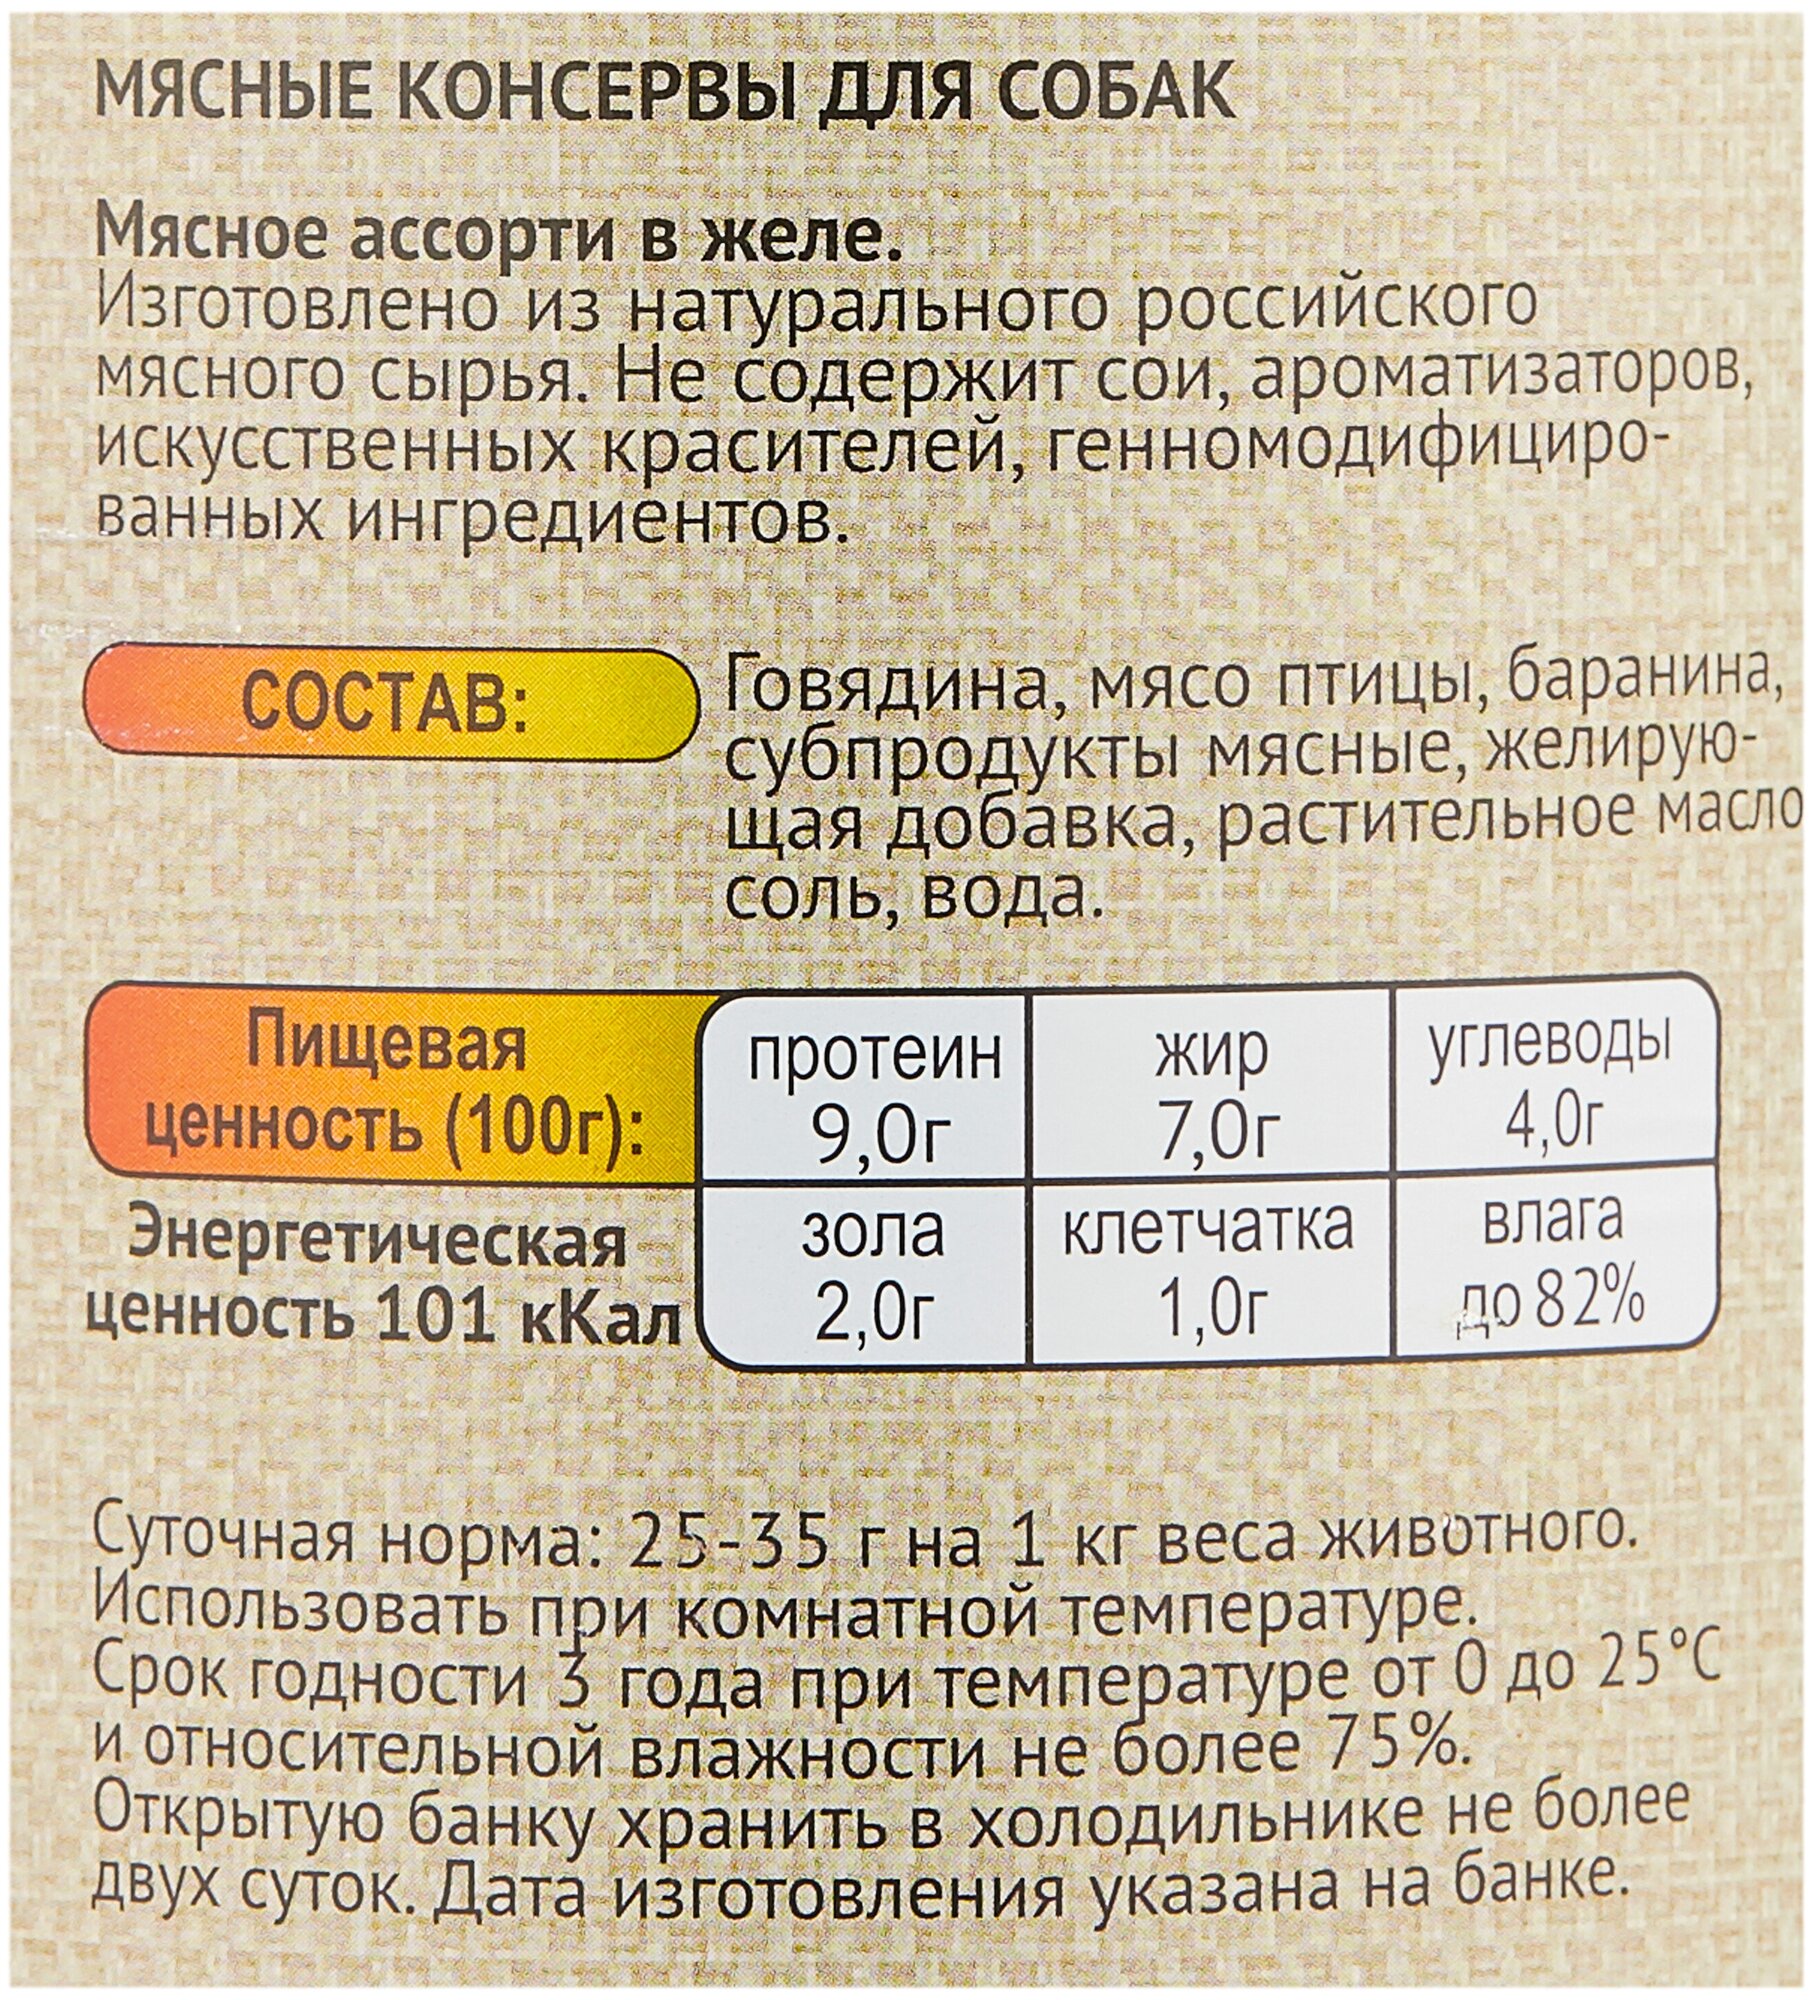 МЯСНЫЕ КОНСЕРВЫ ДЛЯ СОБАК
Мясное ассорти в желе.
Изготовлено из натурального российского
мясного сырья. Не содержит сои, ароматизаторов,
искусственных красителей, генномодифициро-
ванных ингредиентов.
СОСТАВ:
Говядина, мясо птицы, баранина,
субпродукты мясные, желирую-
щая добавка, растительное масло
соль, вода.
Пищевая
ценность (100г):
протеин
9,0г
жир
7,0г
углеводы
4,0г
Энергетическая
ценность 101 кКал
зола
2,0г
клетчатка
1,0г
влага
до 82%
Суточная норма: 25-35 г на 1 кг веса животного.
Использовать при комнатной температуре.
Срок годности 3 года при температуре от 0 до 25°С
и относительной влажности не более 75%.
Открытую банку хранить в холодильнике не более
двух суток. Дата изготовления указана на банке.